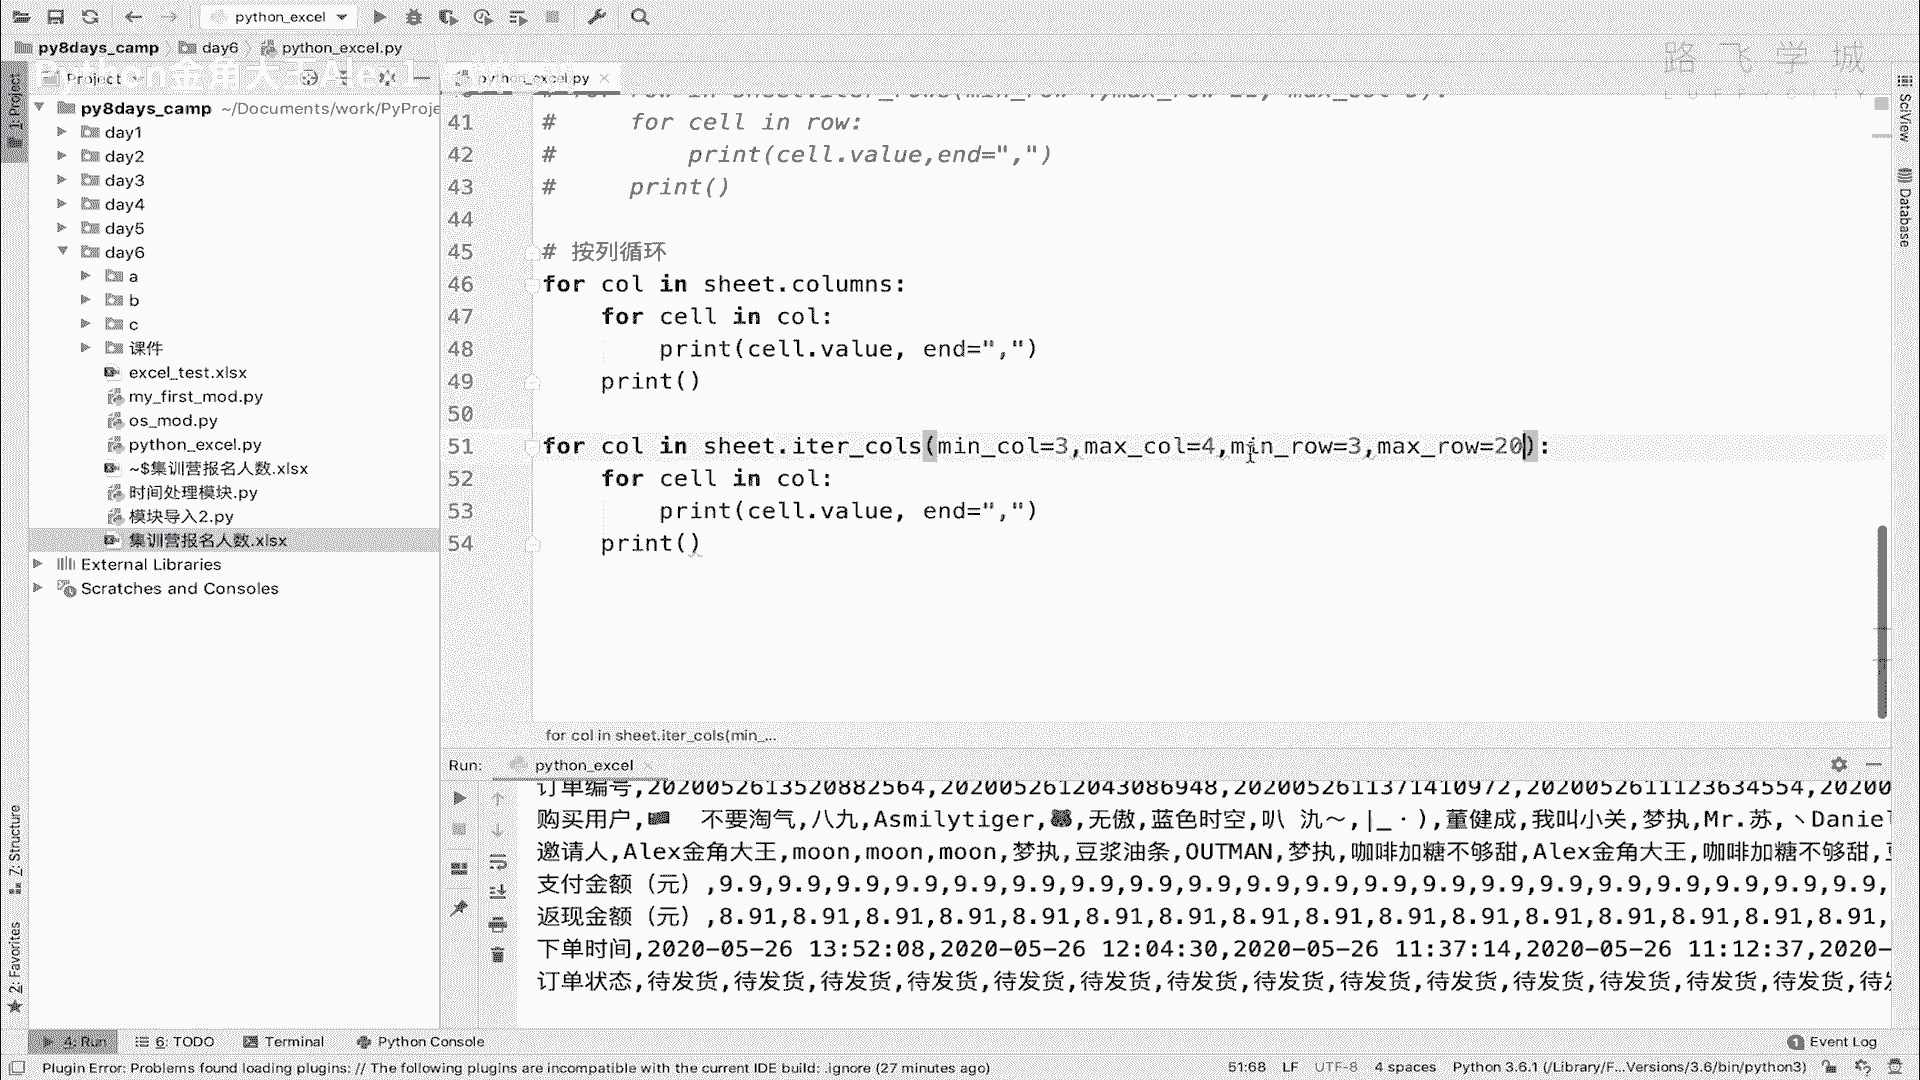 python_excel
py8days_camp
day6
python_excel.py
Python金角大王Alex1
路飞学城
LUFFYCITY
1: Project
Project
python_excel.py
py8days_camp ~/Documents/work/PyProje
day1
day2
day3
day4
day5
day6
a
b
c
课件
excel_test.xlsx
my_first_mod.py
os_mod.py
python_excel.py
~$集训营报名人数.xlsx
时间处理模块.py
模块导入2.py
集训营报名人数.xlsx
External Libraries
Scratches and Consoles
41 #     for cell in row:
42 #         print(cell.value,end=",")
43 #     print()
44
45 # 按列循环
46 for col in sheet.columns:
47     for cell in col:
48         print(cell.value, end=",")
49     print()
50
51 for col in sheet.iter_cols(min_col=3,max_col=4,min_row=3,max_row=20):
52     for cell in col:
53         print(cell.value, end=",")
54     print()
for col in sheet.iter_cols(min_...
SciView
Database
Run: python_excel
订单编号,2020052613520882564,2020052612043086948,2020052611371410972,2020052611123634554,20200
购买用户, 不要淘气,八九,Asmilytiger,,无傲,蓝色时空,叭 氿～,|_·),董健成,我叫小关,梦执,Mr.苏,丶Daniel
邀请人,Alex金角大王,moon,moon,moon,梦执,豆浆油条,OUTMAN,梦执,咖啡加糖不够甜,Alex金角大王,咖啡加糖不够甜,
支付金额（元）,9.9,9.9,9.9,9.9,9.9,9.9,9.9,9.9,9.9,9.9,9.9,9.9,9.9,9.9,9.9,9.9,9.9,9.9,9.9,9.9,
返现金额（元）,8.91,8.91,8.91,8.91,8.91,8.91,8.91,8.91,8.91,8.91,8.91,8.91,8.91,8.91,8.91,8.91,
下单时间,2020-05-26 13:52:08,2020-05-26 12:04:30,2020-05-26 11:37:14,2020-05-26 11:12:37,2020-
订单状态,待发货,待发货,待发货,待发货,待发货,待发货,待发货,待发货,待发货,待发货,待发货,待发货,待发货,待发货,待
7: Structure
2: Favorites
4: Run
6: TODO
Terminal
Python Console
1 Event Log
Plugin Error: Problems found loading plugins: // The following plugins are incompatible with the current IDE build: .ignore (27 minutes ago)
51:68 LF UTF-8 4 spaces Python 3.6.1 (/Library/F...Versions/3.6/bin/python3)